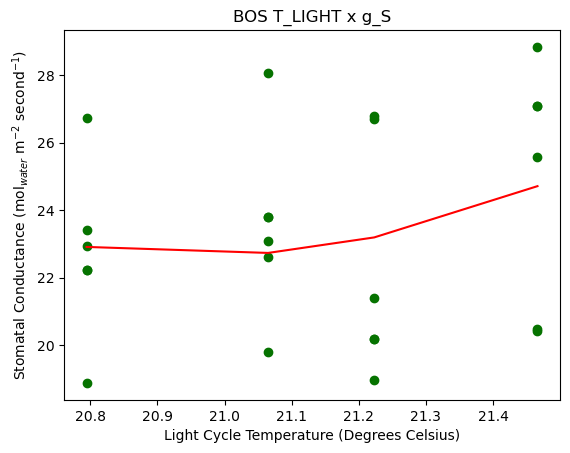 BOS T_LIGHT x g_S
Stomatal Conductance (mol_water m⁻² second⁻¹)
28
26
24
22
20
20.8 20.9 21.0 21.1 21.2 21.3 21.4
Light Cycle Temperature (Degrees Celsius)